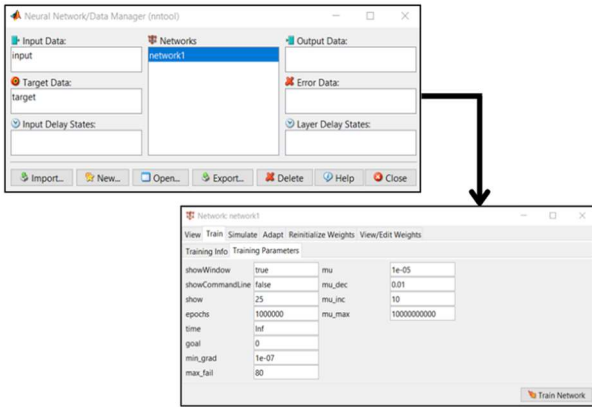 Neural Network/Data Manager (nntool)
Input Data:
input
Networks
network1
Output Data:
Target Data:
target
Error Data:
Input Delay States:
Layer Delay States:
Import... New... Open... Export... Delete Help Close
Network: network1
View Train Simulate Adapt Reinitialize Weights View/Edit Weights
Training Info Training Parameters
showWindow true mu 1e-05
showCommandLine false mu_dec 0.01
show 25 mu_inc 10
epochs 1000000 mu_max 10000000000
time Inf
goal 0
min_grad 1e-07
max_fail 80
Train Network